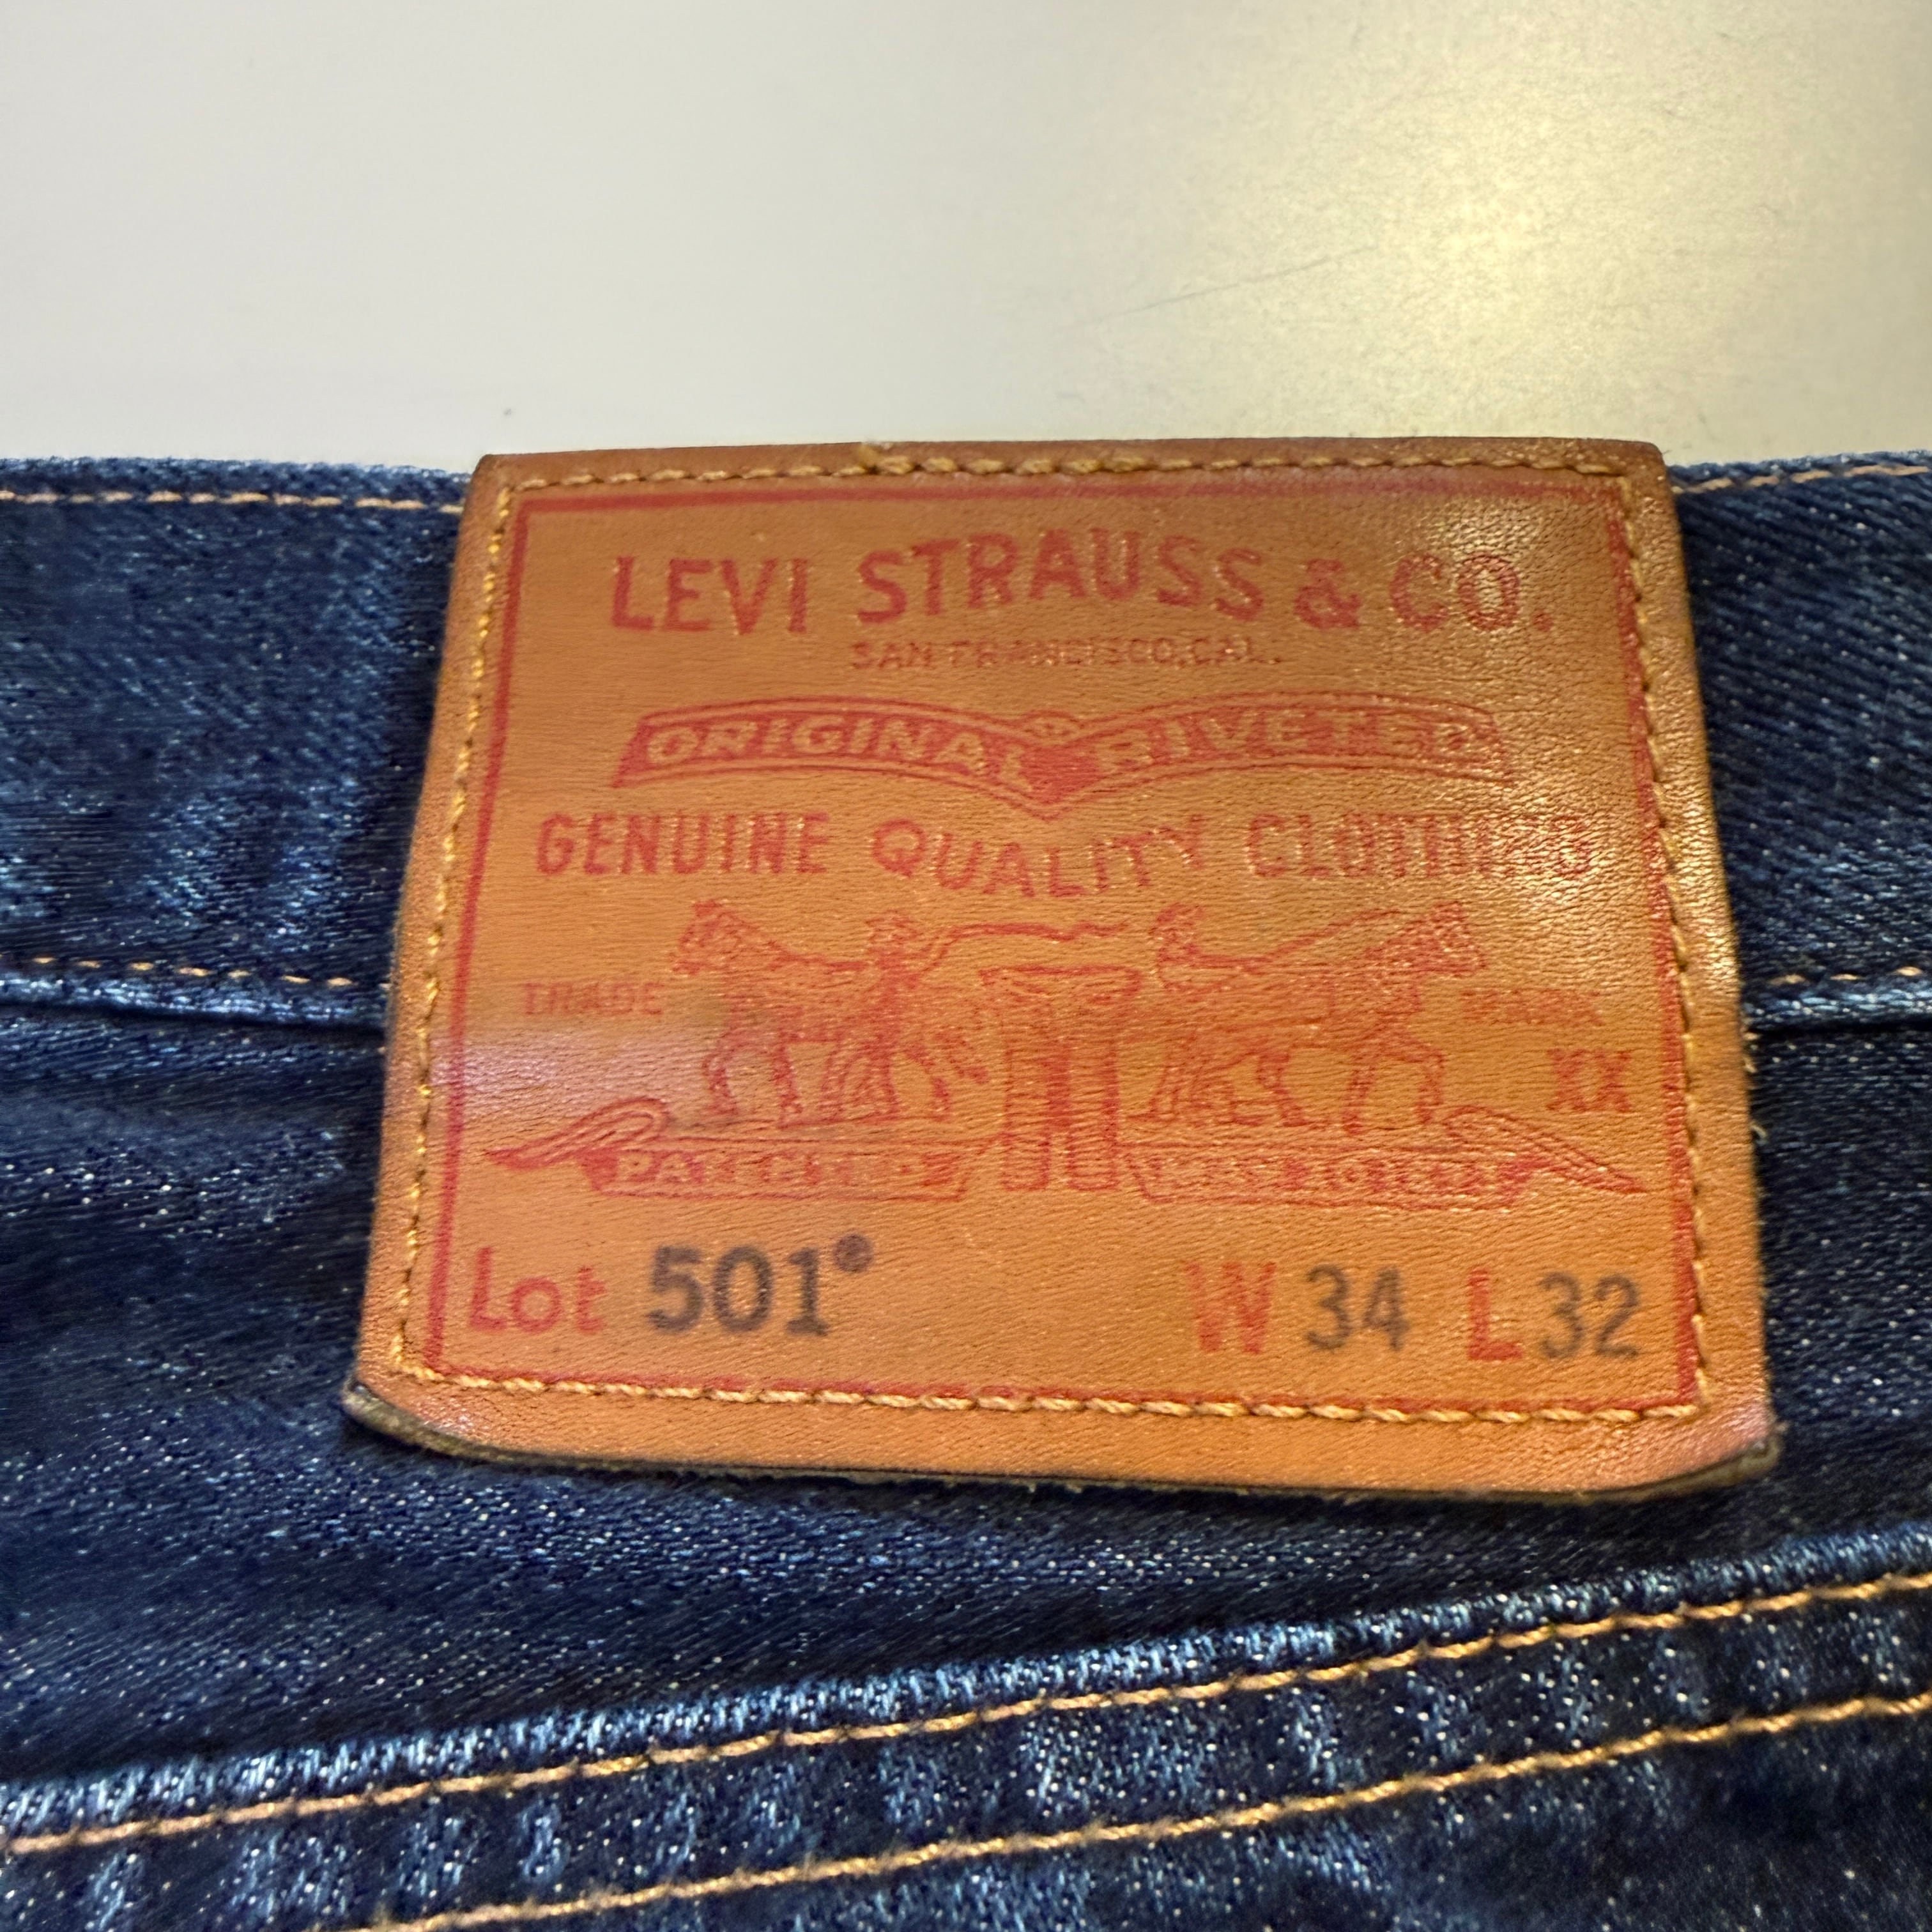 LEVI STRAUSS & CO.
SAN FRANCISCO, CAL.
ORIGINAL RIVETED
GENUINE QUALITY CLOTHING
TRADE MARK
XX
Lot 501® W 34 L 32